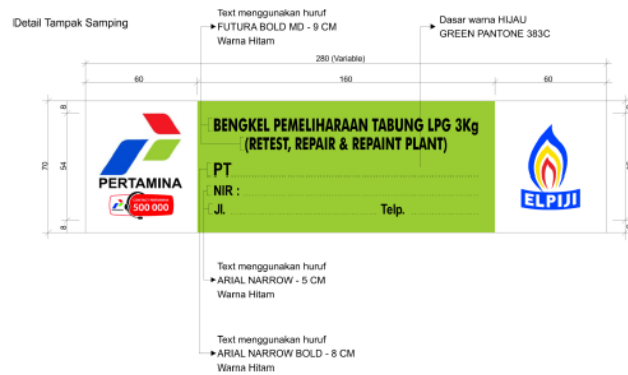 Detail Tampak Samping
Text menggunakan huruf
FUTURA BOLD MD - 9 CM
Warna Hitam
Dasar warna HIJAU
GREEN PANTONE 383C
280 (Variable)
60
160
60
8
54
8
70
BENGKEL PEMELIHARAAN TABUNG LPG 3Kg
(RETEST, REPAIR & REPAINT PLANT)
PT
NIR :
Jl. Telp.
PERTAMINA
500 000
ELPIJI
Text menggunakan huruf
ARIAL NARROW - 5 CM
Warna Hitam
Text menggunakan huruf
ARIAL NARROW BOLD - 8 CM
Warna Hitam